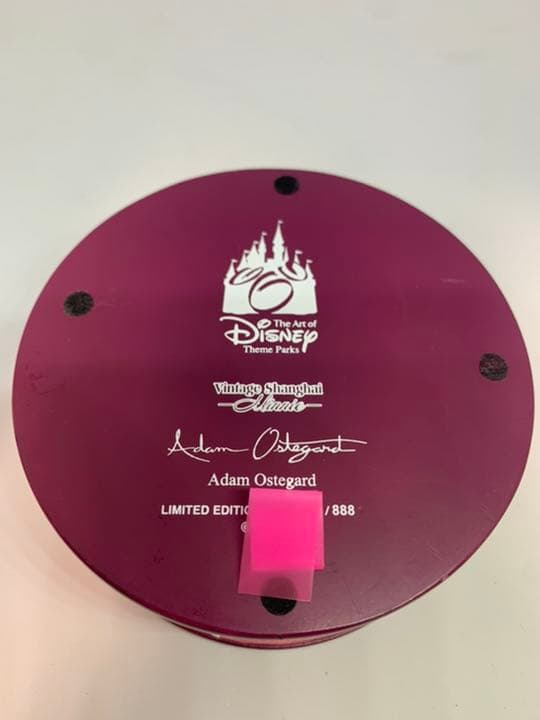 The Art of
Disney
Theme Parks
Vintage Shanghai
Minnie
Adam Ostegard
Adam Ostegard
LIMITED EDITIO / 888
©